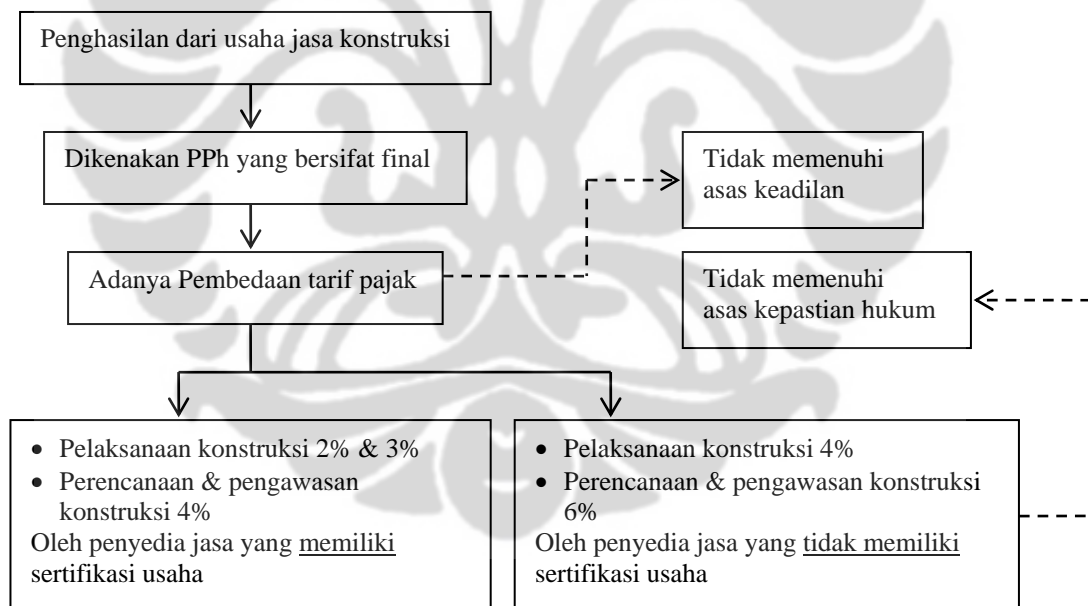 Penghasilan dari usaha jasa konstruksi
Dikenakan PPh yang bersifat final
Tidak memenuhi
asas keadilan
Adanya Pembedaan tarif pajak
Tidak memenuhi
asas kepastian hukum
• Pelaksanaan konstruksi 2% & 3%
• Perencanaan & pengawasan
konstruksi 4%
Oleh penyedia jasa yang memiliki
sertifikasi usaha
• Pelaksanaan konstruksi 4%
• Perencanaan & pengawasan konstruksi
6%
Oleh penyedia jasa yang tidak memiliki
sertifikasi usaha